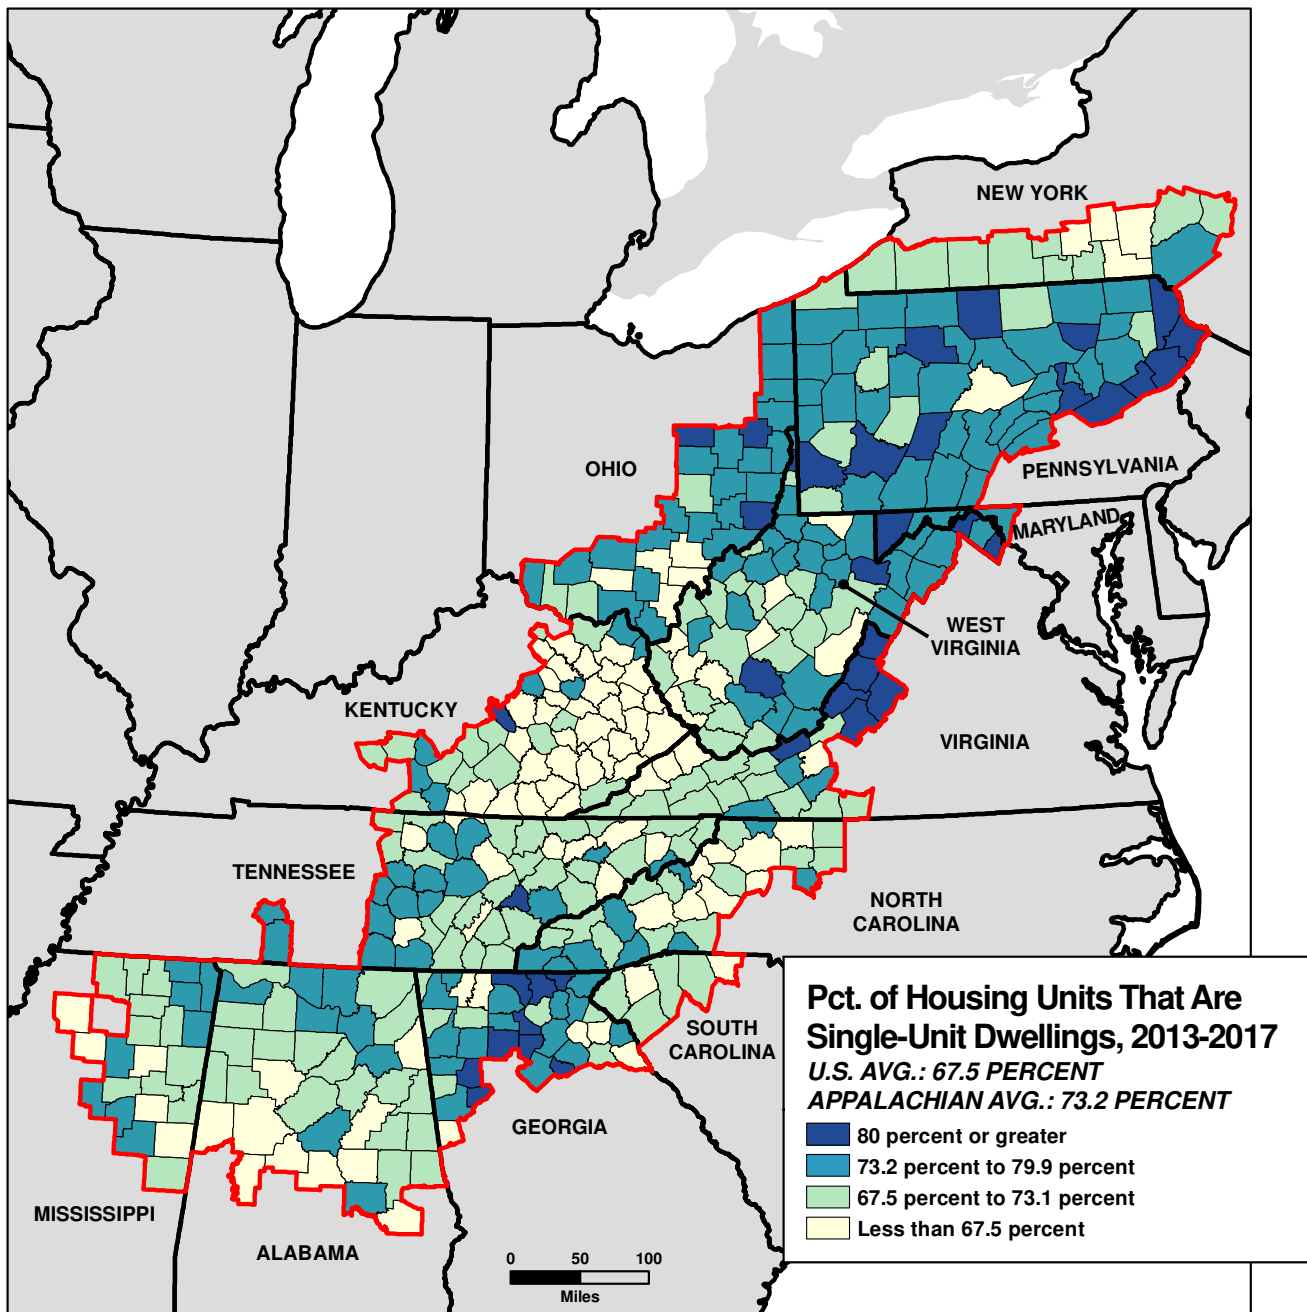 NEW YORK
OHIO
PENNSYLVANIA
MARYLAND
WEST
VIRGINIA
KENTUCKY
VIRGINIA
TENNESSEE
NORTH
CAROLINA
SOUTH
CAROLINA
GEORGIA
MISSISSIPPI
ALABAMA
Pct. of Housing Units That Are
Single-Unit Dwellings, 2013-2017
U.S. AVG.: 67.5 PERCENT
APPALACHIAN AVG.: 73.2 PERCENT
80 percent or greater
73.2 percent to 79.9 percent
67.5 percent to 73.1 percent
Less than 67.5 percent
0 50 100
Miles